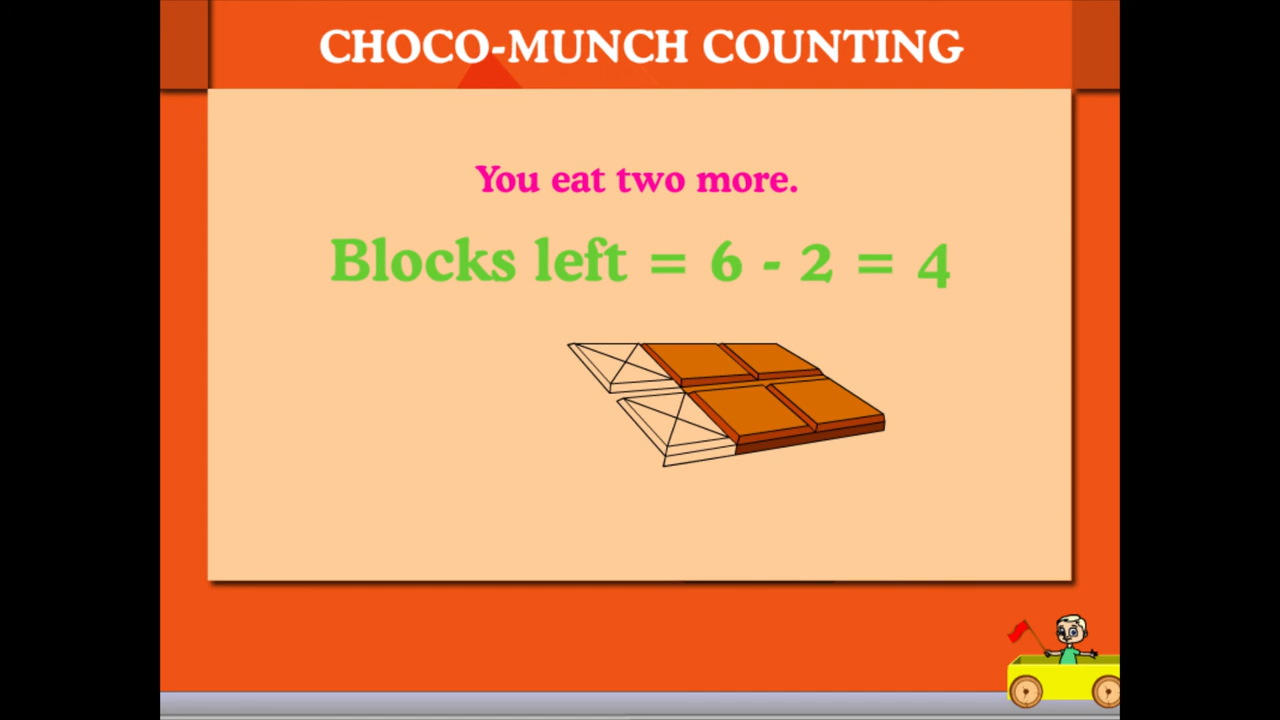 CHOCO-MUNCH COUNTING
You eat two more.
Blocks left = 6 - 2 = 4